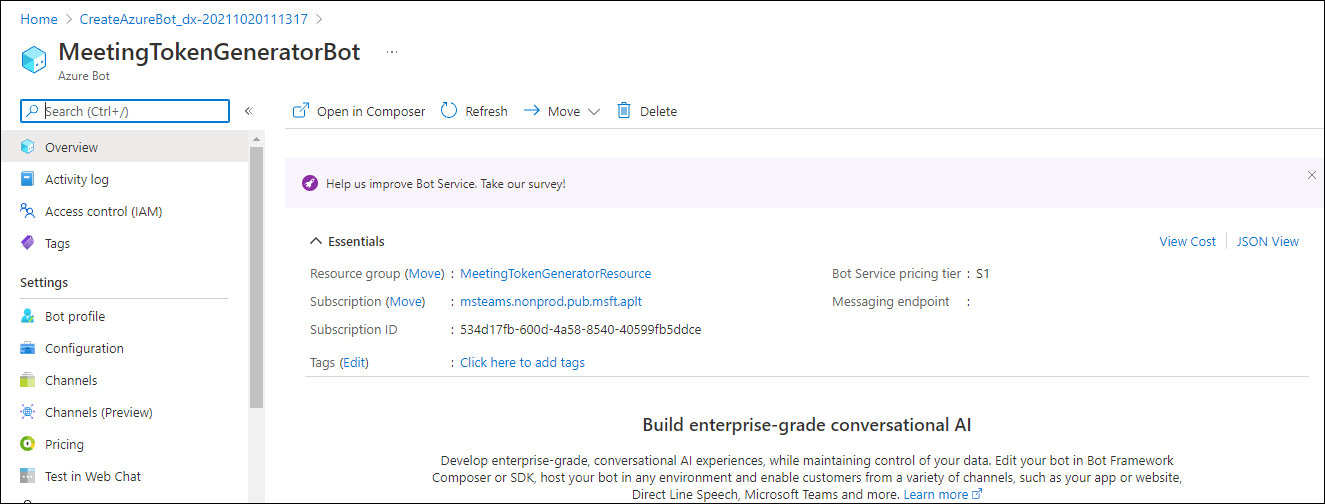 Home > CreateAzureBot_dx-20211020111317 >
MeetingTokenGeneratorBot ...
Azure Bot
Search (Ctrl+/) «
Open in Composer Refresh Move Delete
Overview
Activity log
Access control (IAM)
Tags
Settings
Bot profile
Configuration
Channels
Channels (Preview)
Pricing
Test in Web Chat
Help us improve Bot Service. Take our survey!
Essentials View Cost JSON View
Resource group (Move) : MeetingTokenGeneratorResource Bot Service pricing tier : S1
Subscription (Move) : msteams.nonprod.pub.msft.aplt Messaging endpoint :
Subscription ID : 534d17fb-600d-4a58-8540-40599fb5ddce
Tags (Edit) : Click here to add tags
Build enterprise-grade conversational AI
Develop enterprise-grade, conversational AI experiences, while maintaining control of your data. Edit your bot in Bot Framework
Composer or SDK, host your bot in any environment and enable customers from a variety of channels, such as your app or website,
Direct Line Speech, Microsoft Teams and more. Learn more